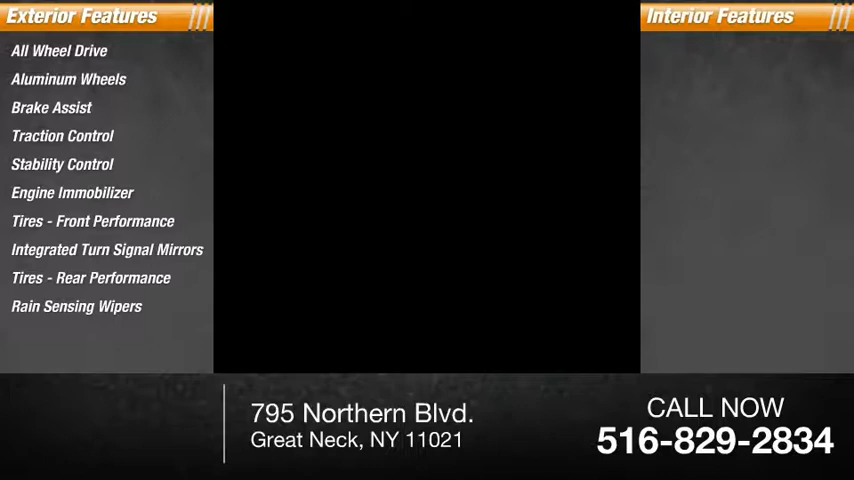 Exterior Features
Interior Features
All Wheel Drive
Aluminum Wheels
Brake Assist
Traction Control
Stability Control
Engine Immobilizer
Tires - Front Performance
Integrated Turn Signal Mirrors
Tires - Rear Performance
Rain Sensing Wipers
795 Northern Blvd.
Great Neck, NY 11021
CALL NOW
516-829-2834